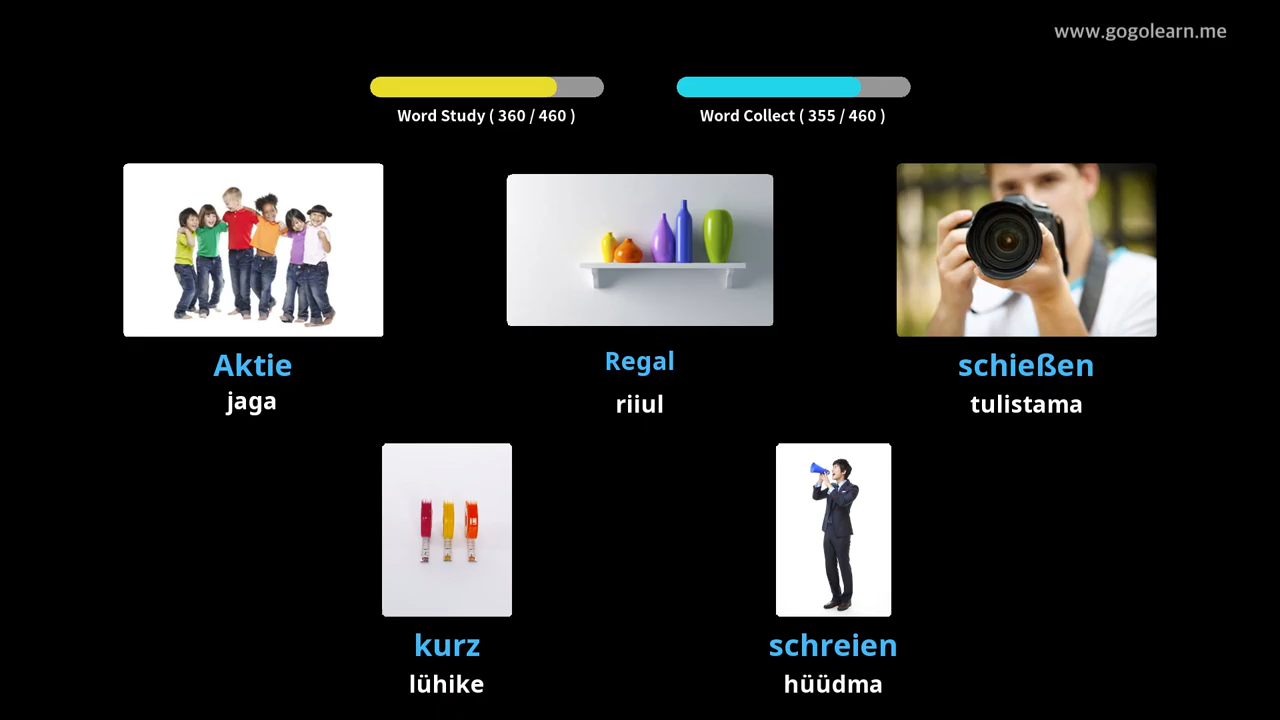 www.gogolearn.me
Word Study ( 360 / 460 )
Word Collect ( 355 / 460 )
Aktie
jaga
Regal
riiul
schießen
tulistama
kurz
lühike
schreien
hüüdma